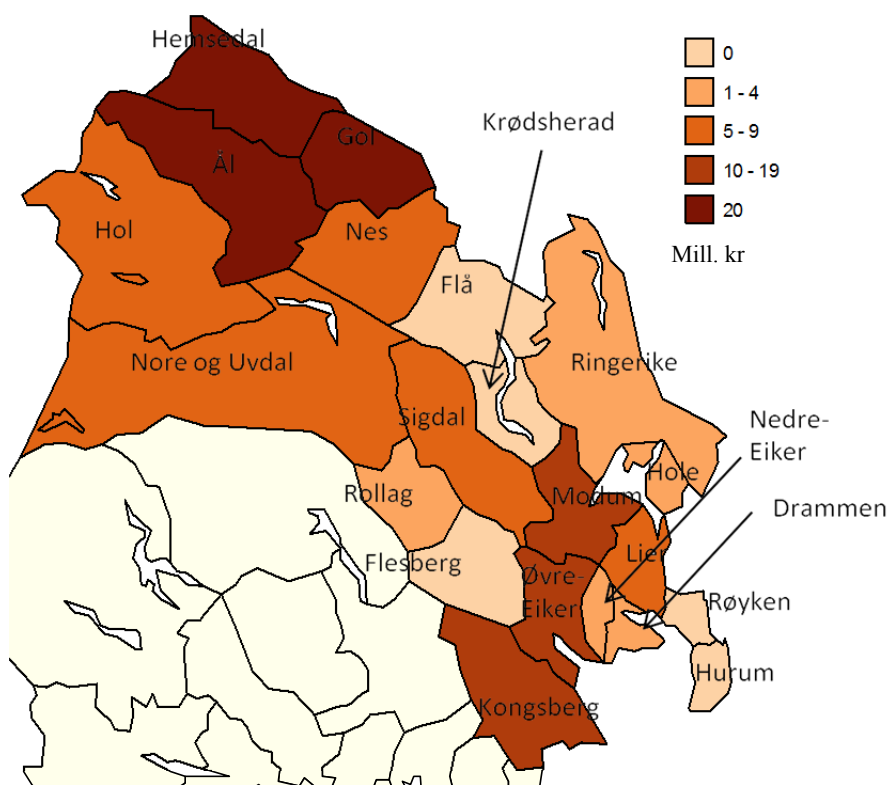 Hemsedal
0
1 - 4
Krødsherad
5 - 9
Gol
Ål
10 - 19
20
Hol
Nes
Mill. kr
Flå
Nore og Uvdal
Ringerike
Sigdal
Nedre-
Eiker
Hole
Rollag
Modum
Drammen
Lier
Flesberg
Øvre-
Eiker
Røyken
Hurum
Kongsberg